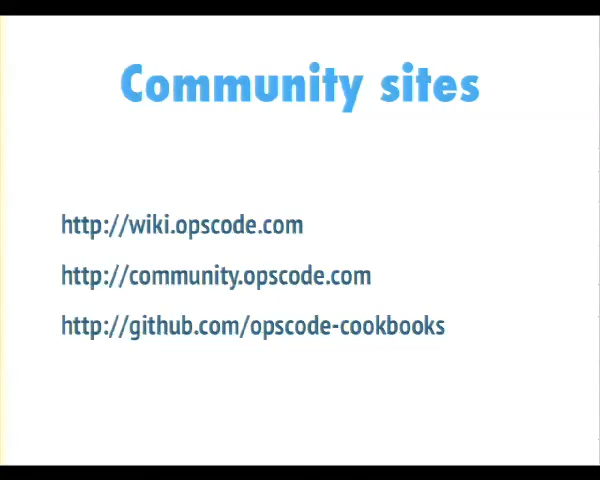 Community sites
http://wiki.opscode.com
http://community.opscode.com
http://github.com/opscode-cookbooks